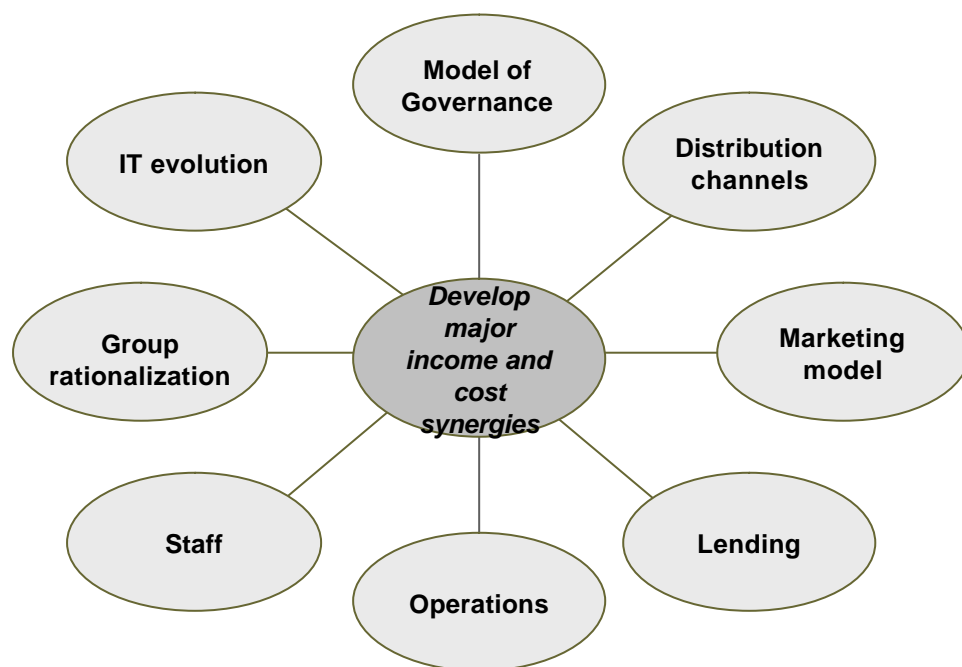 Model of
Governance
Distribution
channels
Marketing
model
Lending
Operations
Staff
Group
rationalization
IT evolution
Develop
major
income and
cost
synergies